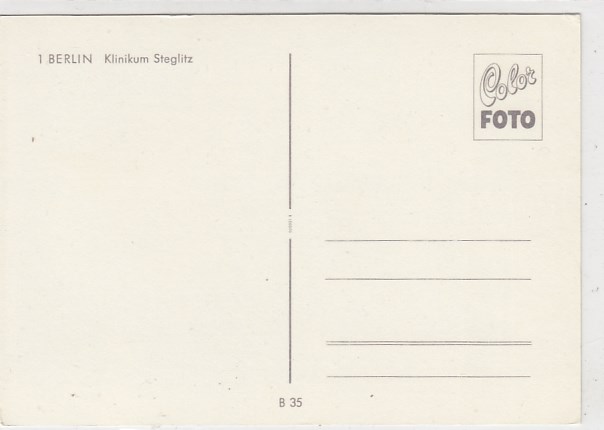 1 BERLIN Klinikum Steglitz
Color
FOTO
B 35